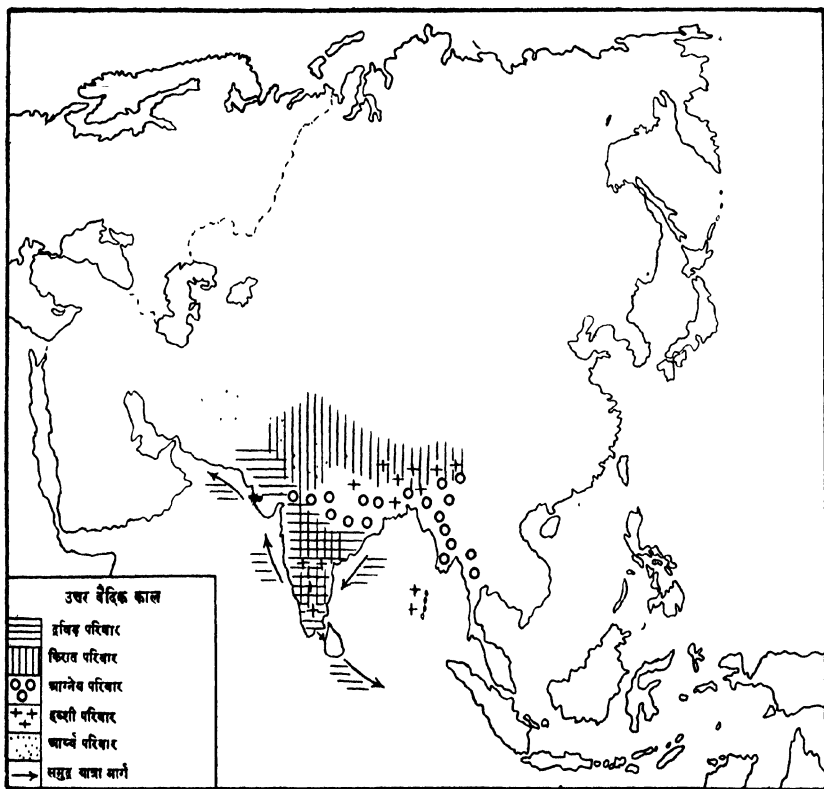 उत्तर वैदिक काल
द्रविड़ परिवार
किरात परिवार
आग्नेय परिवार
हब्शी परिवार
आर्य्य परिवार
समुद्र यात्रा मार्ग